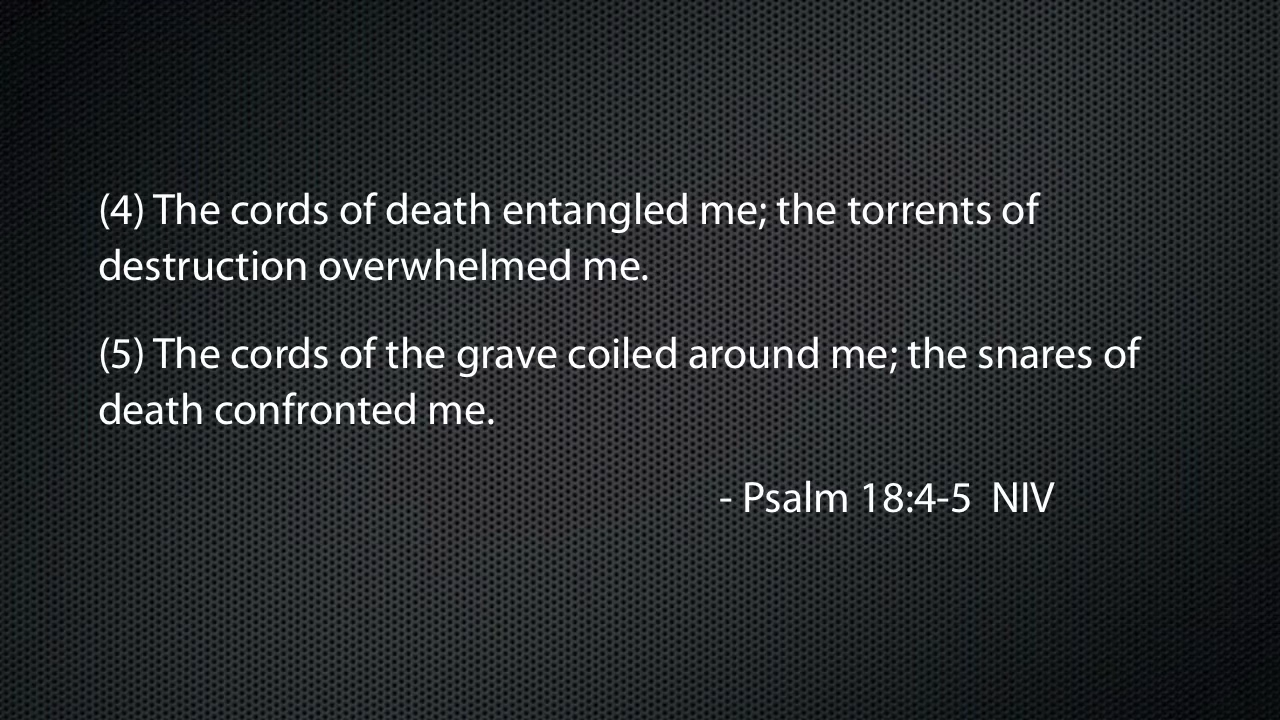 (4) The cords of death entangled me; the torrents of
destruction overwhelmed me.
(5) The cords of the grave coiled around me; the snares of
death confronted me.
- Psalm 18:4-5  NIV